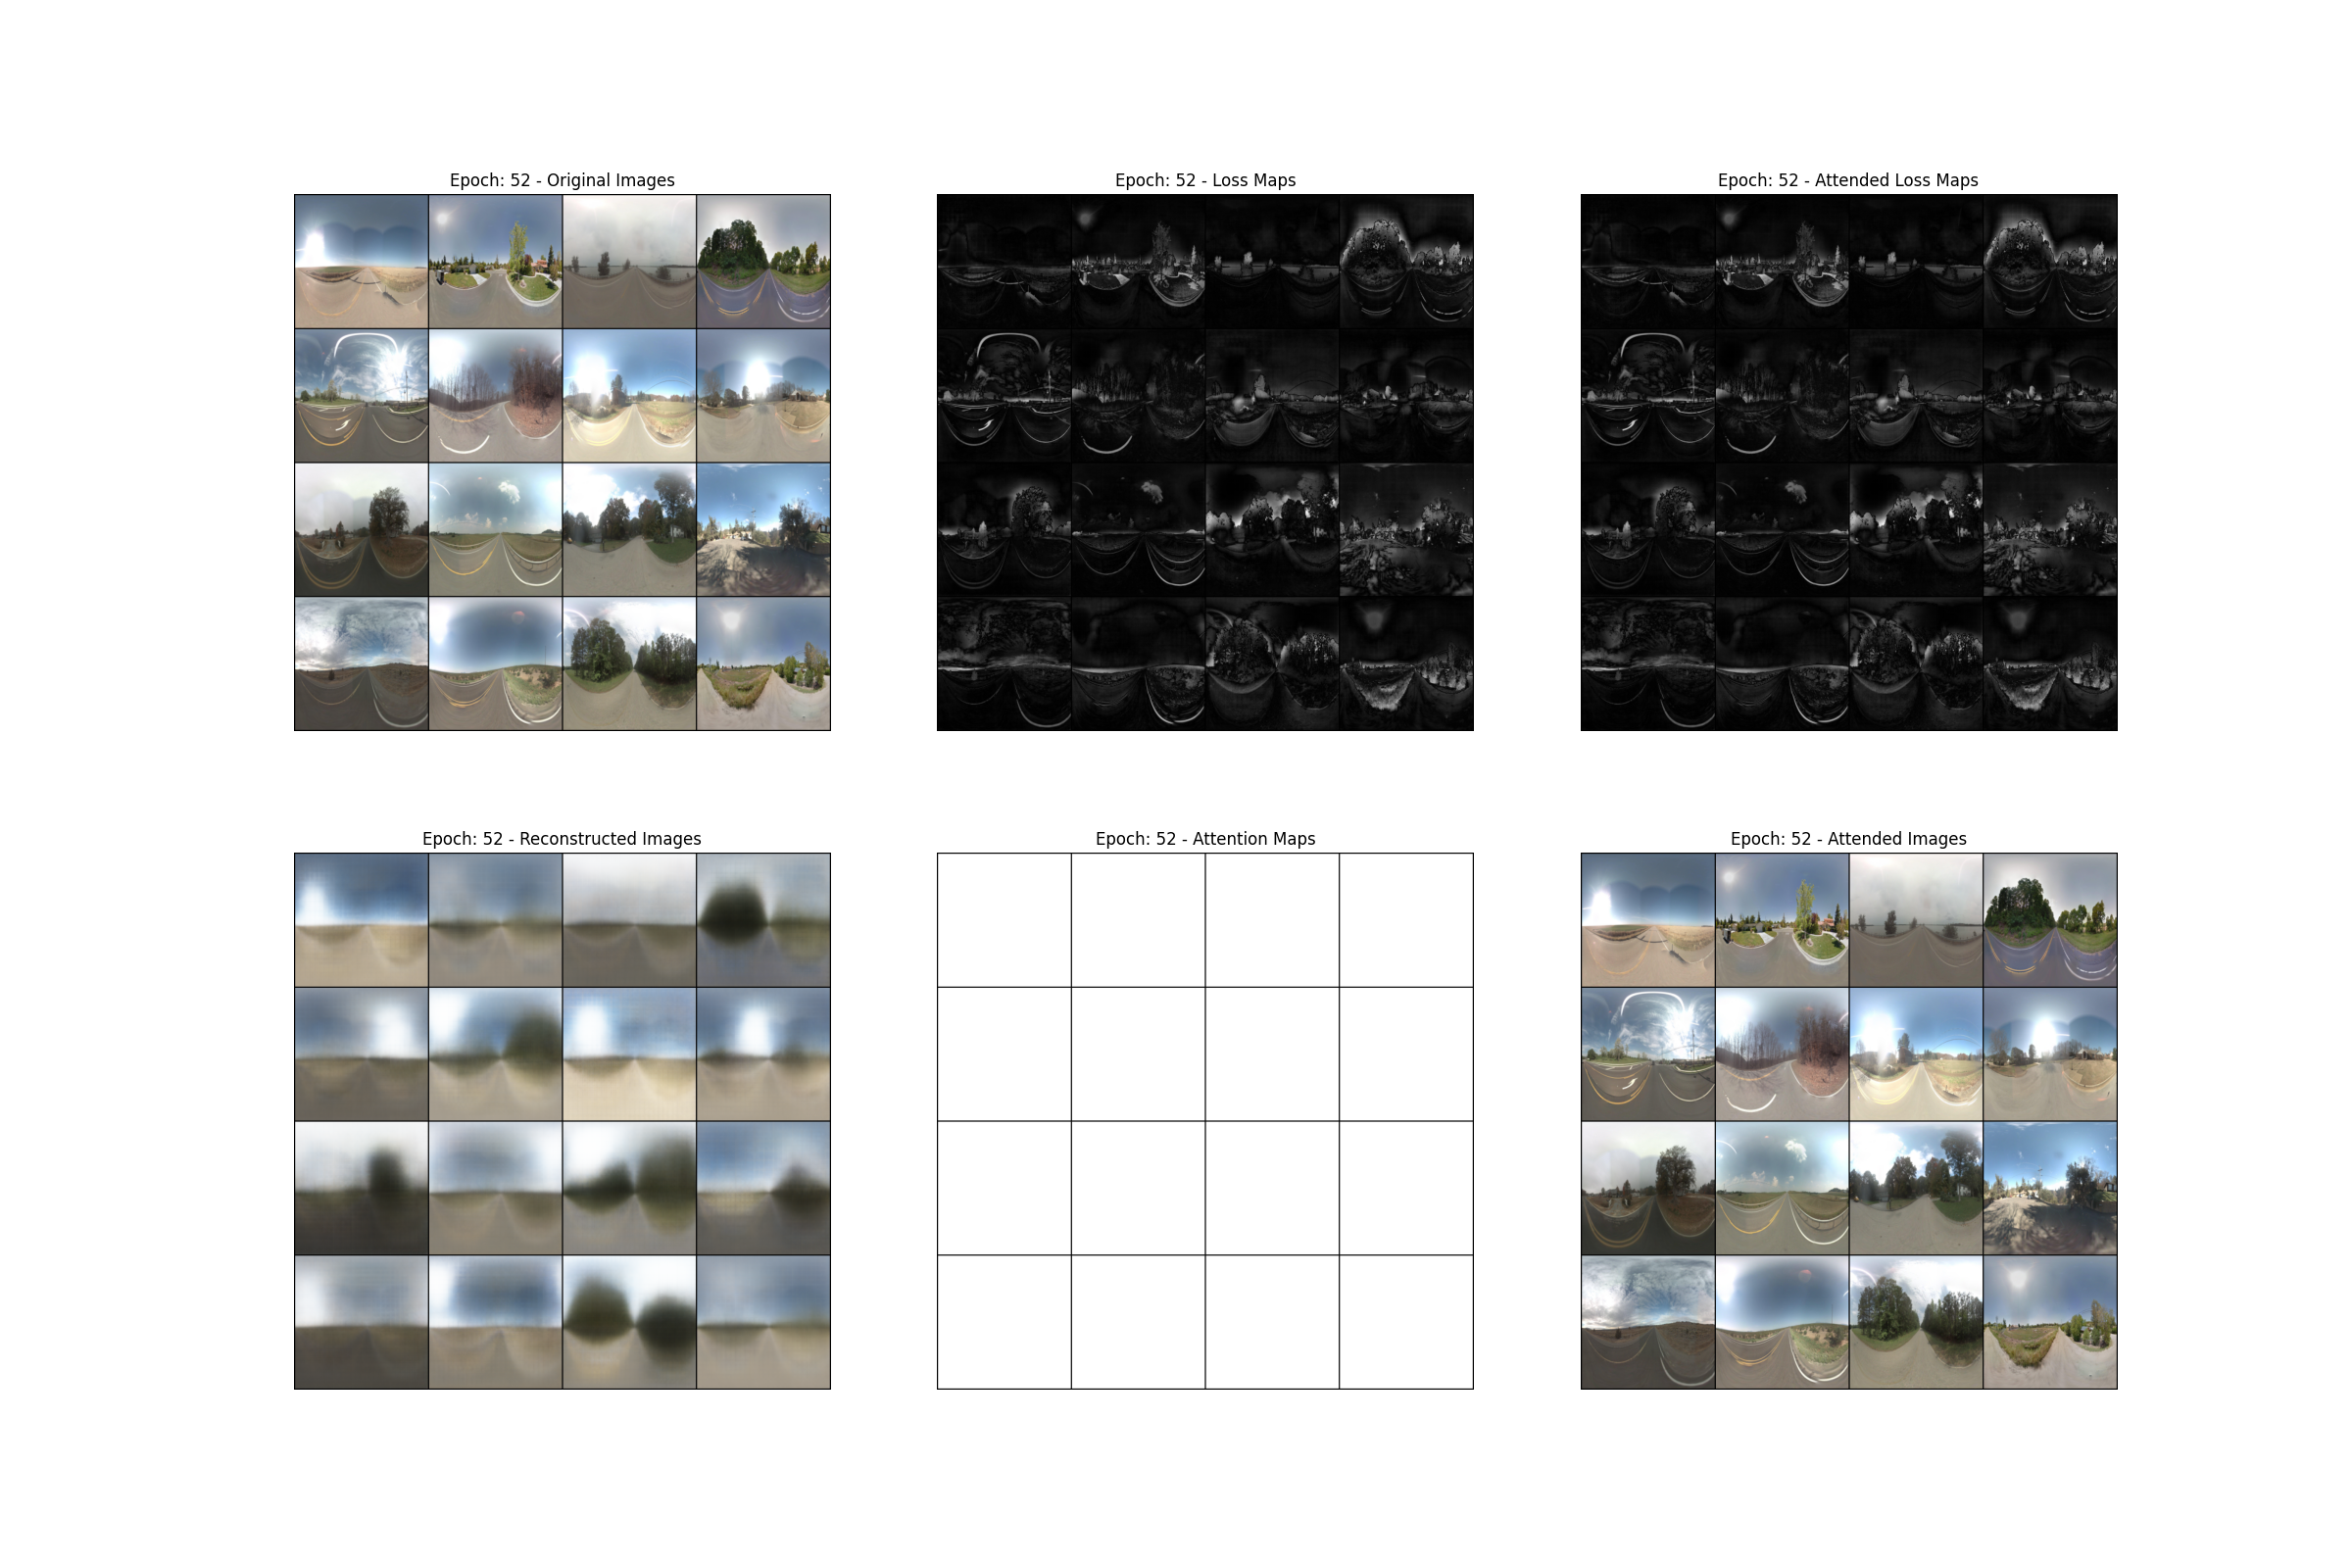 Epoch: 52 - Original Images
Epoch: 52 - Loss Maps
Epoch: 52 - Attended Loss Maps
Epoch: 52 - Reconstructed Images
Epoch: 52 - Attention Maps
Epoch: 52 - Attended Images